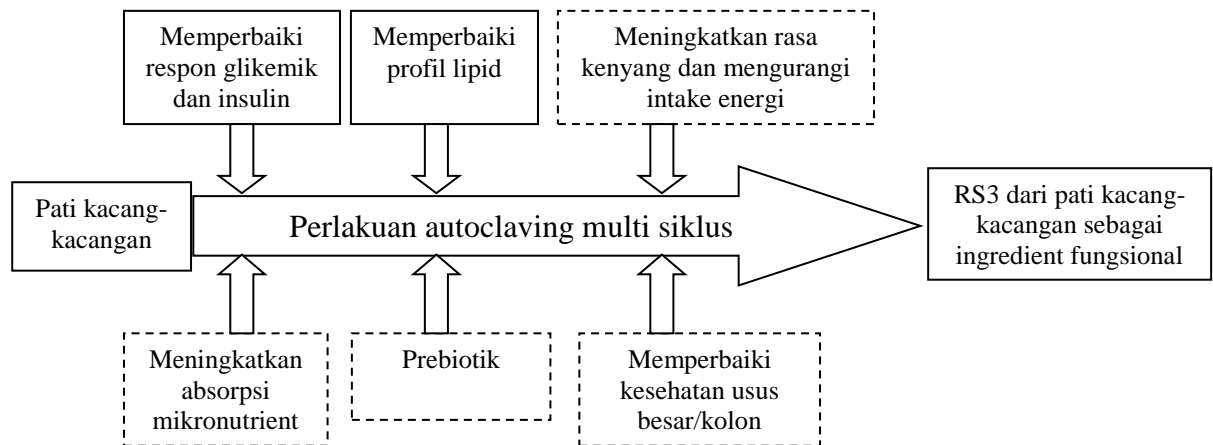 Memperbaiki
respon glikemik
dan insulin
Memperbaiki
profil lipid
Meningkatkan rasa
kenyang dan mengurangi
intake energi
Pati kacang-
kacangan
Perlakuan autoclaving multi siklus
RS3 dari pati kacang-
kacangan sebagai
ingredient fungsional
Meningkatkan
absorpsi
mikronutrient
Prebiotik
Memperbaiki
kesehatan usus
besar/kolon